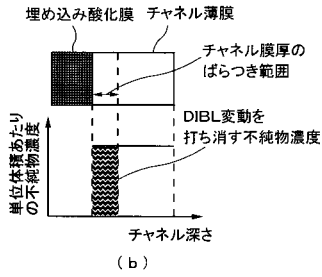 埋め込み酸化膜
チャネル薄膜
チャネル膜厚の
ばらつき範囲
DIBL変動を
打ち消す不純物濃度
単位体積あたり
の不純物濃度
チャネル深さ
(b)